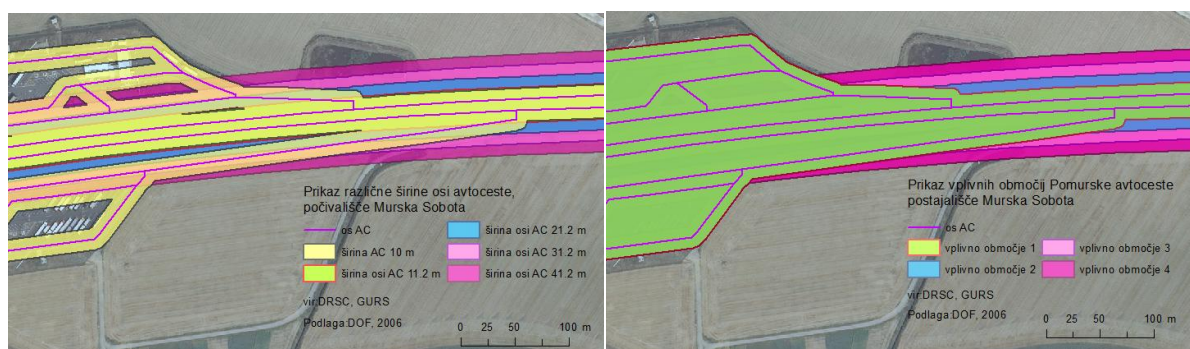 Prikaz različne širine osi avtoceste,
počivališče Murska Sobota
os AC
širina AC 10 m
širina osi AC 11.2 m
širina osi AC 21.2 m
širina osi AC 31.2 m
širina osi AC 41.2 m
vir:DRSC, GURS
Podlaga:DOF, 2006
0 25 50 100 m
Prikaz vplivnih območij Pomurske avtoceste
postajališče Murska Sobota
os AC
vplivno območje 1
vplivno območje 2
vplivno območje 3
vplivno območje 4
vir:DRSC, GURS
Podlaga:DOF, 2006
0 25 50 100 m